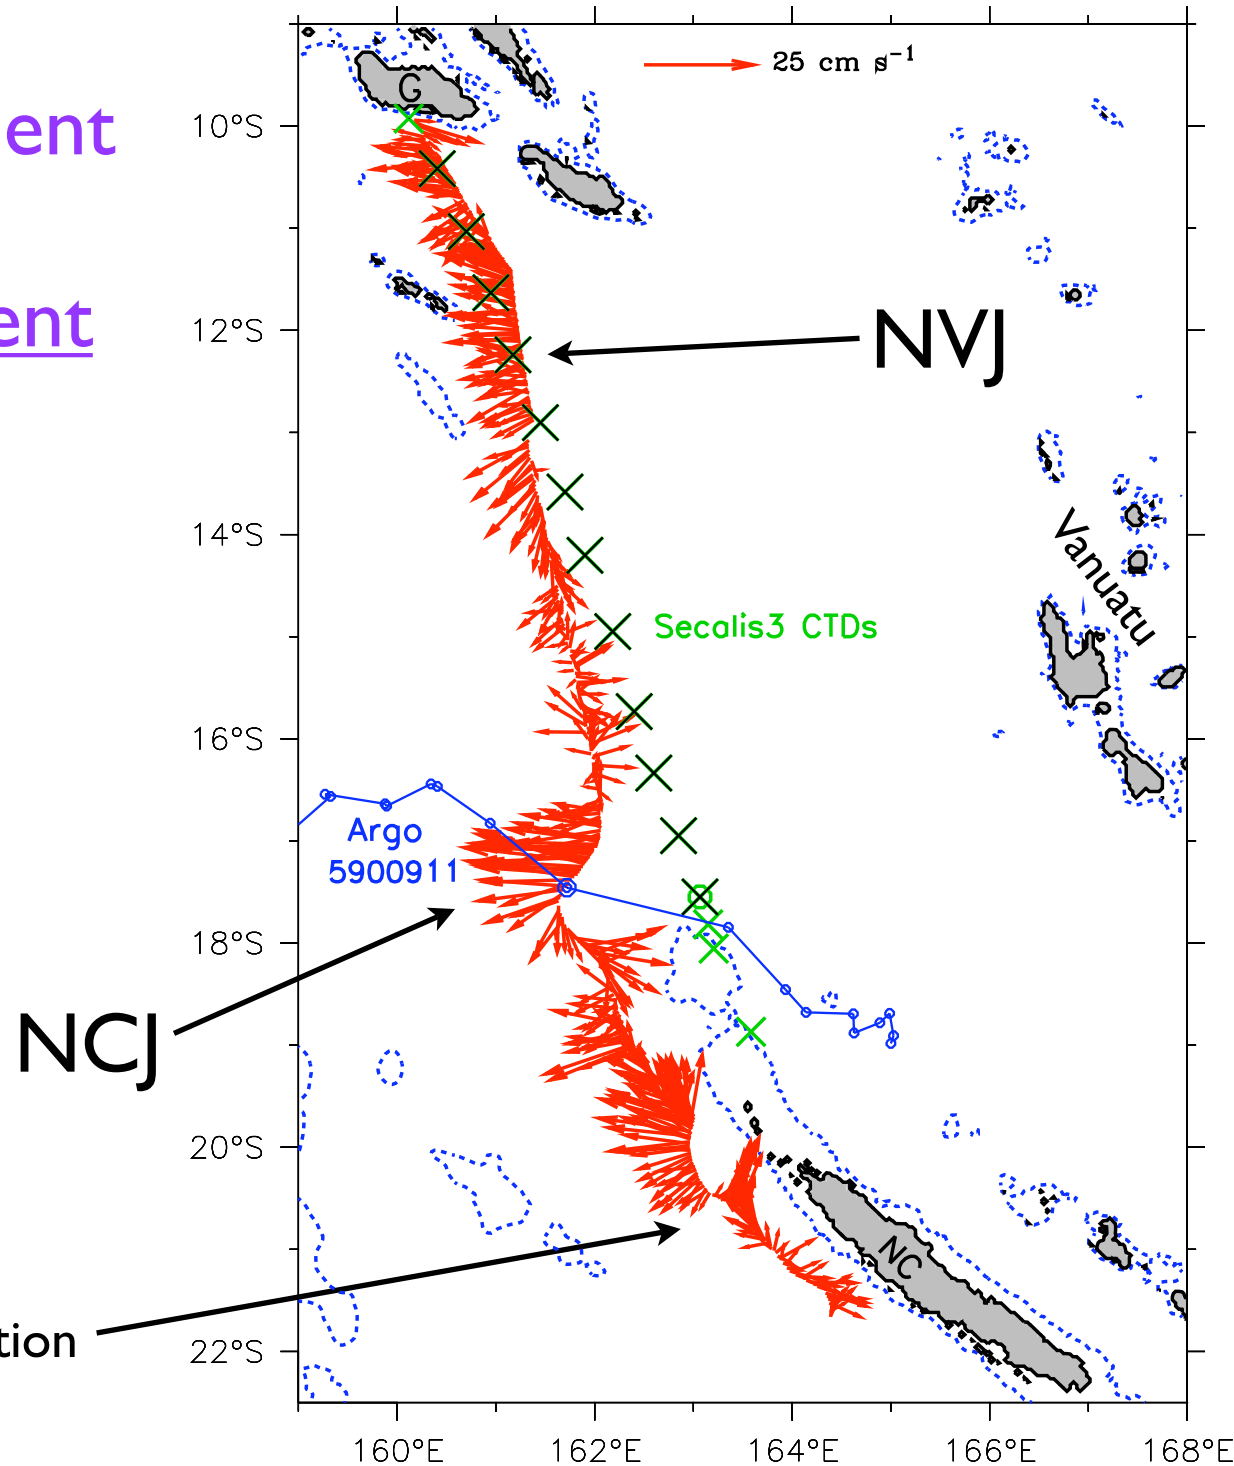 25 cm s⁻¹
G
ent
10°S
ent
12°S
NVJ
14°S
Vanuatu
Secalis3 CTDs
16°S
Argo
5900911
18°S
NCJ
20°S
NC
tion
22°S
160°E 162°E 164°E 166°E 168°E